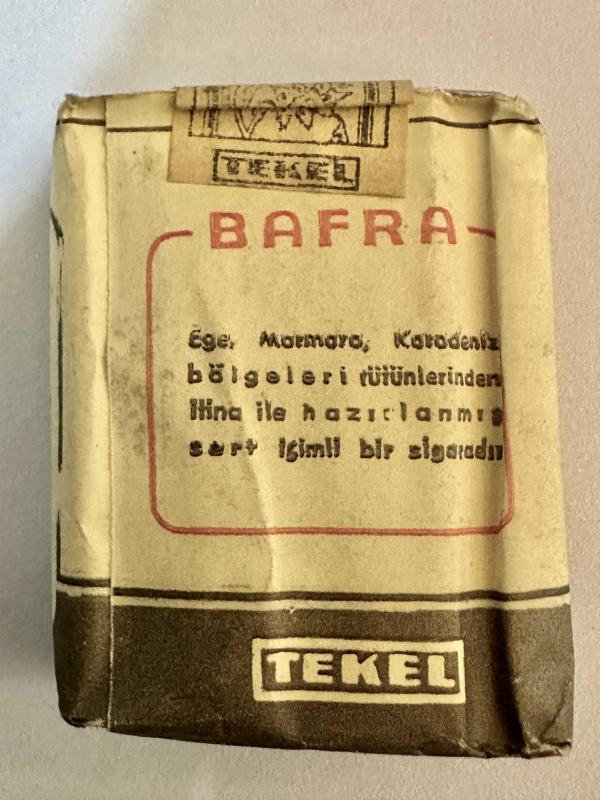 TEKEL
BAFRA
Ege, Marmara, Karadeniz
bölgeleri tütünlerinden
itina ile hazırlanmış
sert içimli bir sigaradır
TEKEL